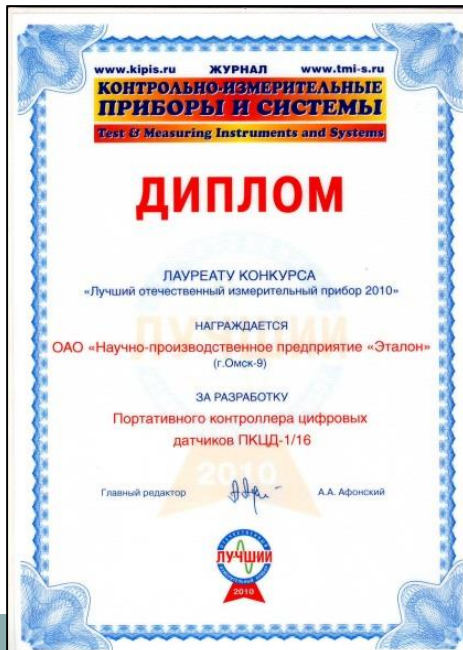 www.kipis.ru ЖУРНАЛ www.tmi-s.ru
КОНТРОЛЬНО-ИЗМЕРИТЕЛЬНЫЕ
ПРИБОРЫ И СИСТЕМЫ
Test & Measuring Instruments and Systems
ДИПЛОМ
ЛАУРЕАТУ КОНКУРСА
«Лучший отечественный измерительный прибор 2010»
НАГРАЖДАЕТСЯ
ОАО «Научно-производственное предприятие «Эталон»
(г.Омск-9)
ЗА РАЗРАБОТКУ
Портативного контроллера цифровых
датчиков ПКЦД-1/16
2010
Главный редактор А.А. Афонский
ЛУЧШИЙ
2010